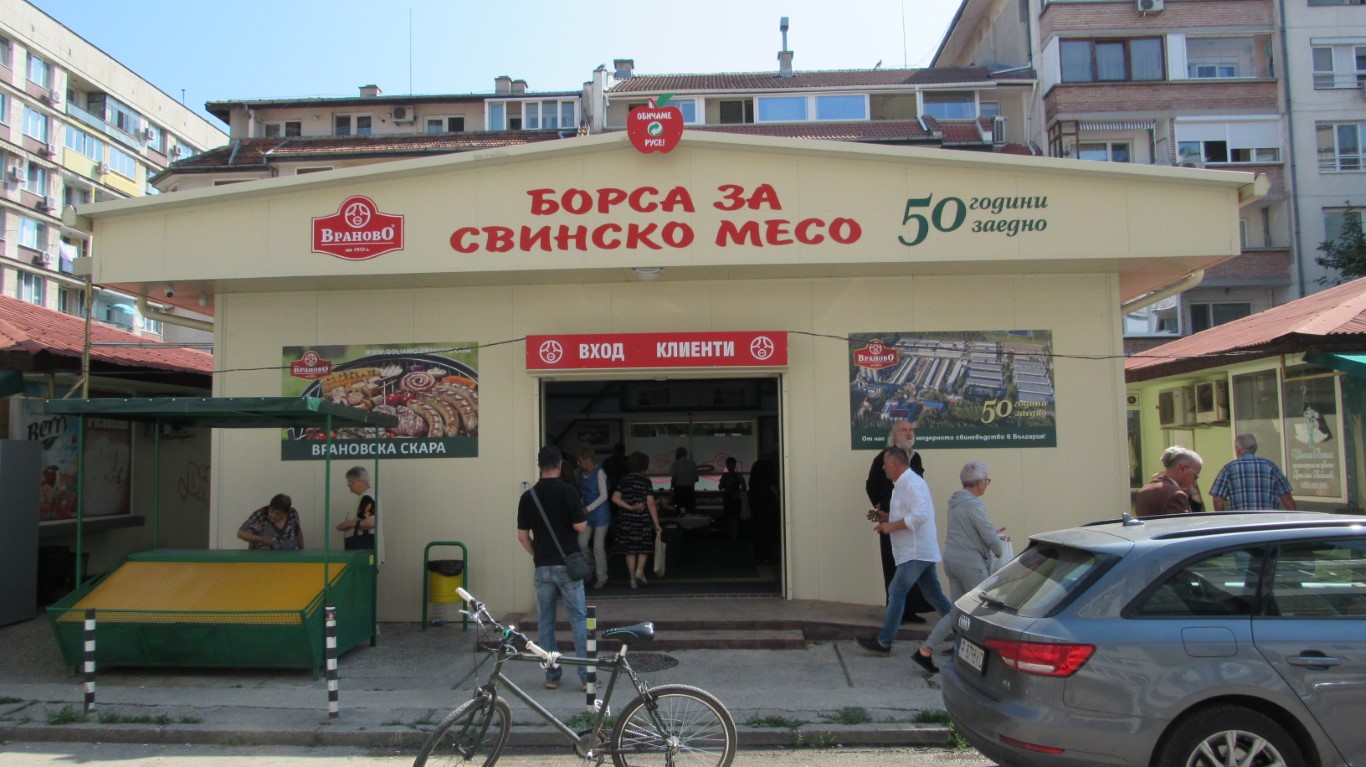 ОБИЧАМЕ
РУСЕ!
ВРАНОВО
БОРСА ЗА
СВИНСКО МЕСО
50 години
заедно
ВХОД КЛИЕНТИ
ВРАНОВО
ВРАНОВСКА СКАРА
ВРАНОВО
50 години
заедно
Berry